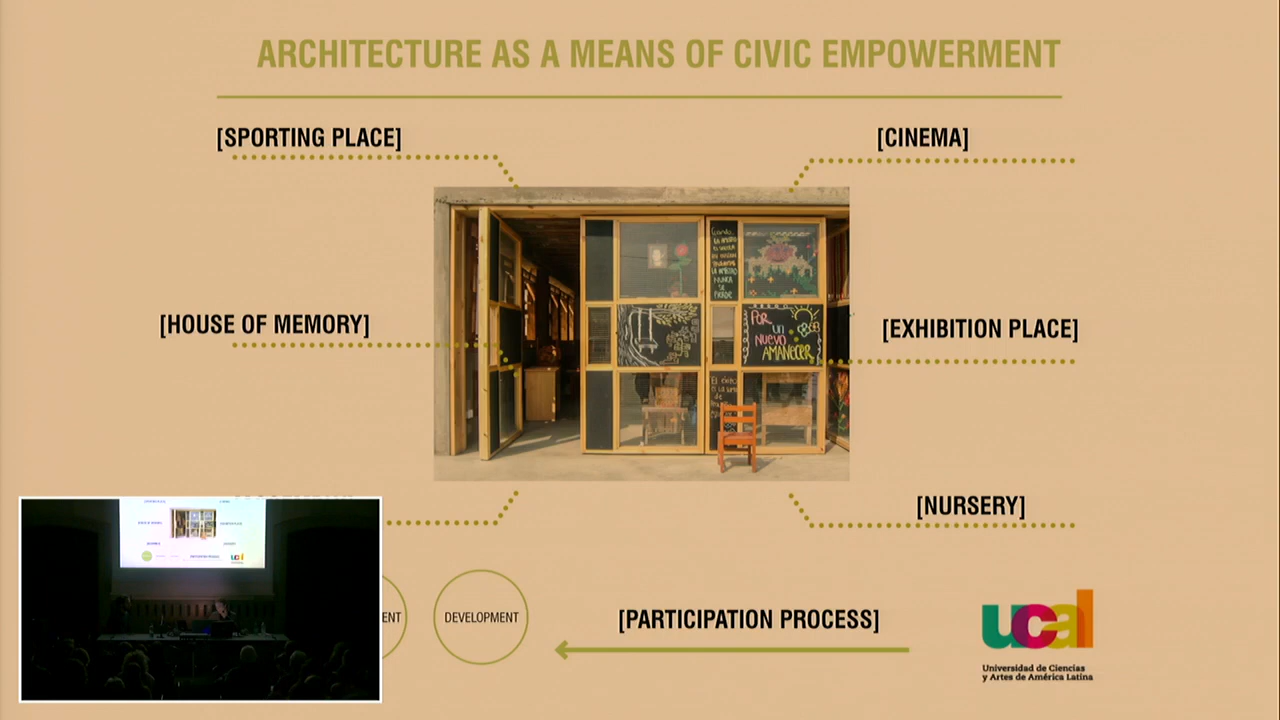 ARCHITECTURE AS A MEANS OF CIVIC EMPOWERMENT
[SPORTING PLACE]
[CINEMA]
[HOUSE OF MEMORY]
[EXHIBITION PLACE]
POR
UN
NUEVO
AMANECER
[NURSERY]
ENT
DEVELOPMENT
[PARTICIPATION PROCESS]
ucal
Universidad de Ciencias
y Artes de América Latina